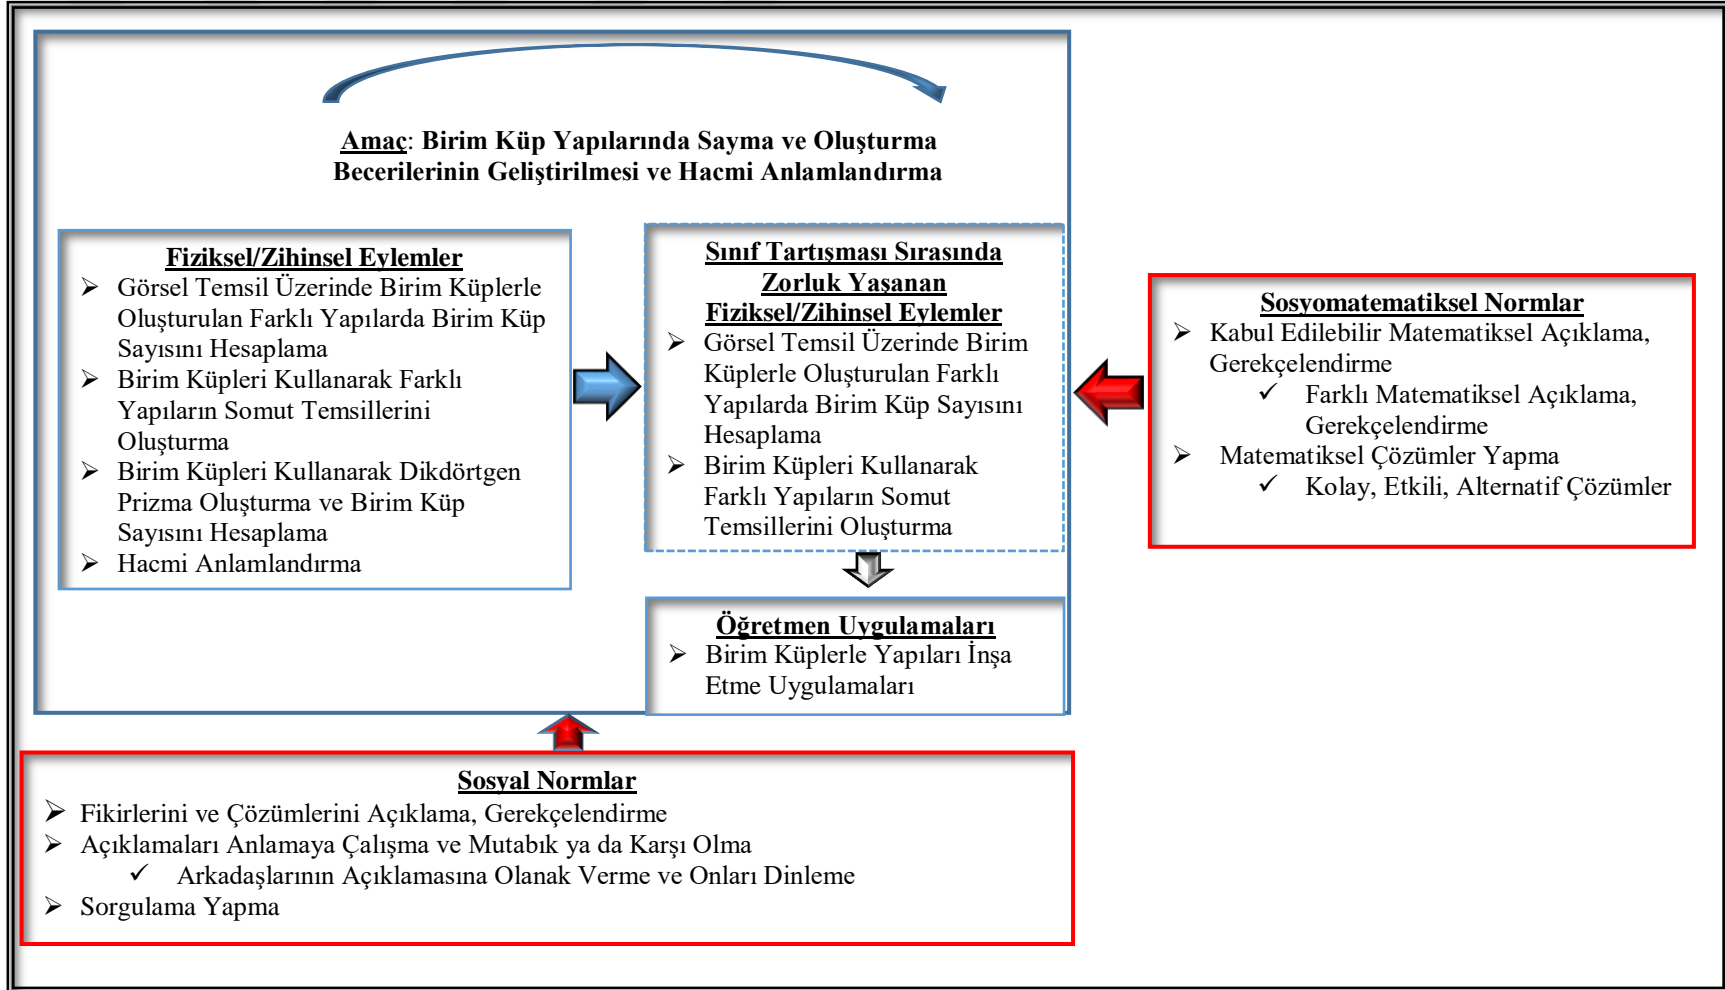 Amaç: Birim Küp Yapılarında Sayma ve Oluşturma
Becerilerinin Geliştirilmesi ve Hacmi Anlamlandırma
Fiziksel/Zihinsel Eylemler
➢ Görsel Temsil Üzerinde Birim Küplerle
Oluşturulan Farklı Yapılarda Birim Küp
Sayısını Hesaplama
➢ Birim Küpleri Kullanarak Farklı
Yapıların Somut Temsillerini
Oluşturma
➢ Birim Küpleri Kullanarak Dikdörtgen
Prizma Oluşturma ve Birim Küp
Sayısını Hesaplama
➢ Hacmi Anlamlandırma
Sınıf Tartışması Sırasında
Zorluk Yaşanan
Fiziksel/Zihinsel Eylemler
➢ Görsel Temsil Üzerinde Birim
Küplerle Oluşturulan Farklı
Yapılarda Birim Küp Sayısını
Hesaplama
➢ Birim Küpleri Kullanarak
Farklı Yapıların Somut
Temsillerini Oluşturma
Öğretmen Uygulamaları
➢ Birim Küplerle Yapıları İnşa
Etme Uygulamaları
Sosyomatematiksel Normlar
➢ Kabul Edilebilir Matematiksel Açıklama,
Gerekçelendirme
✓ Farklı Matematiksel Açıklama,
Gerekçelendirme
➢ Matematiksel Çözümler Yapma
✓ Kolay, Etkili, Alternatif Çözümler
Sosyal Normlar
➢ Fikirlerini ve Çözümlerini Açıklama, Gerekçelendirme
➢ Açıklamaları Anlamaya Çalışma ve Mutabık ya da Karşı Olma
✓ Arkadaşlarının Açıklamasına Olanak Verme ve Onları Dinleme
➢ Sorgulama Yapma